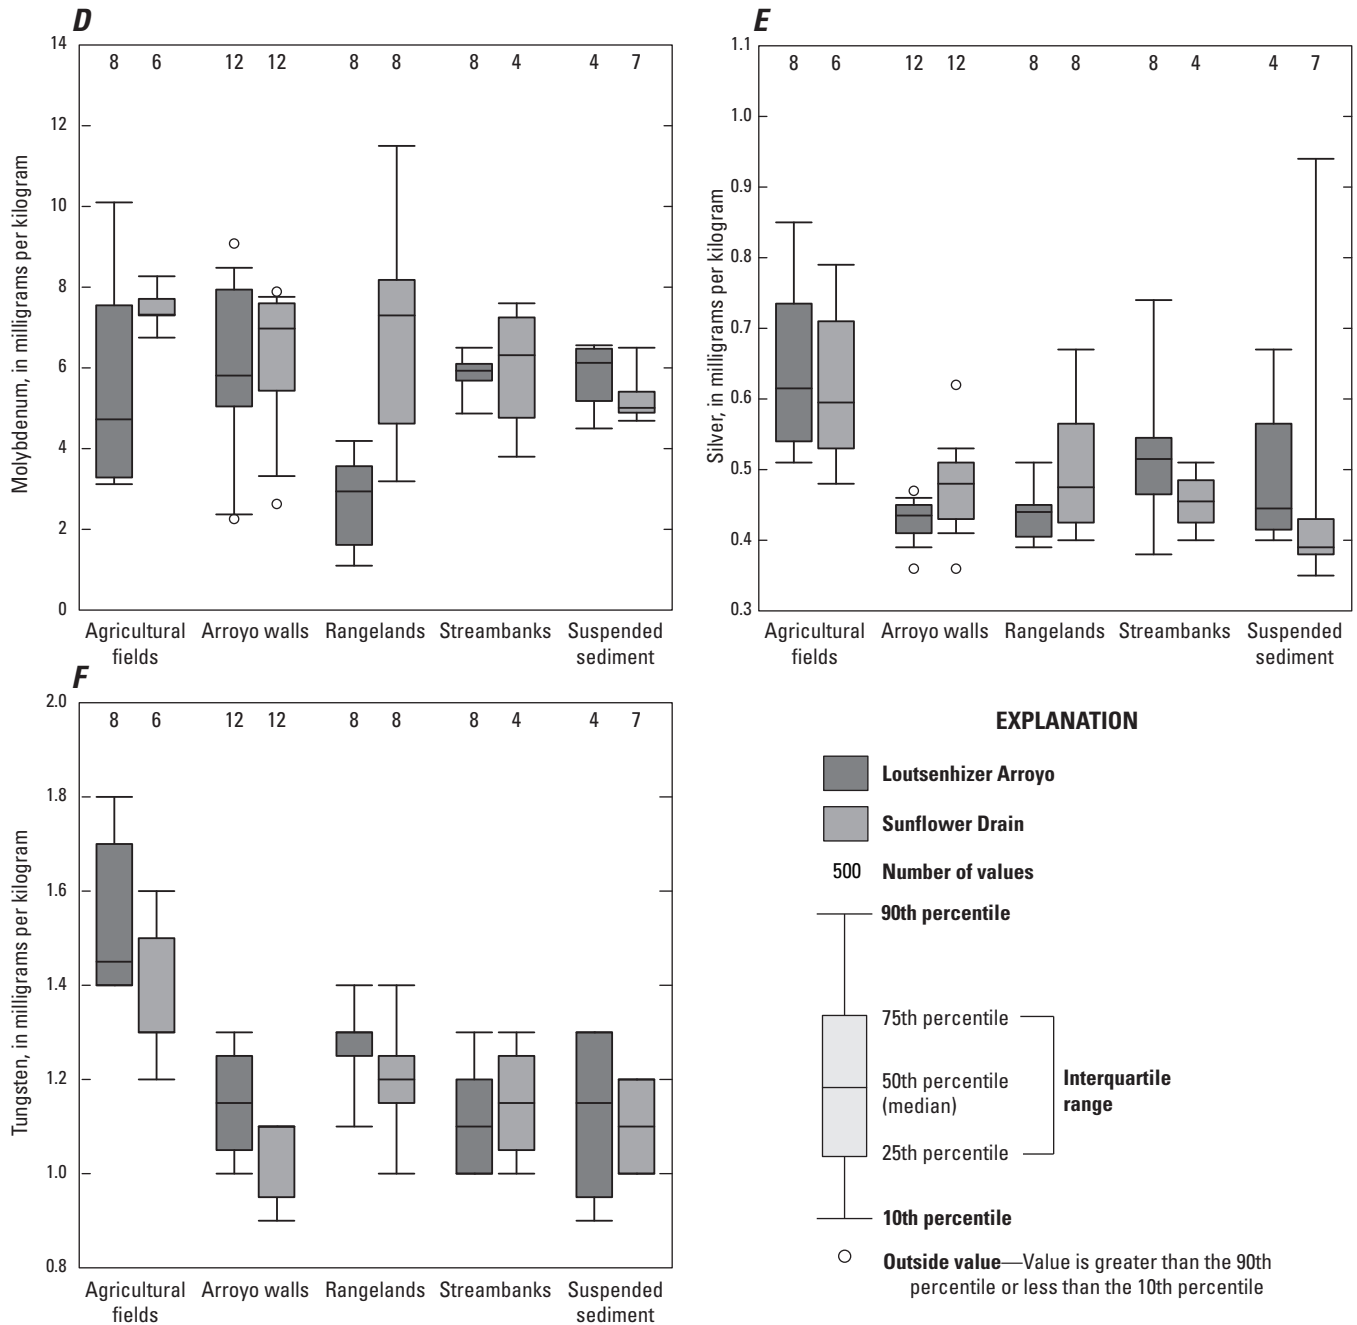 D
14
12
10
8
6
4
2
0
Molybdenum, in milligrams per kilogram
8 6 12 12 8 8 8 4 4 7
Agricultural fields
Arroyo walls
Rangelands
Streambanks
Suspended sediment
E
1.1
1.0
0.9
0.8
0.7
0.6
0.5
0.4
0.3
Silver, in milligrams per kilogram
8 6 12 12 8 8 8 4 4 7
Agricultural fields
Arroyo walls
Rangelands
Streambanks
Suspended sediment
F
2.0
1.8
1.6
1.4
1.2
1.0
0.8
Tungsten, in milligrams per kilogram
8 6 12 12 8 8 8 4 4 7
Agricultural fields
Arroyo walls
Rangelands
Streambanks
Suspended sediment
EXPLANATION
Loutsenhizer Arroyo
Sunflower Drain
500 Number of values
90th percentile
75th percentile
50th percentile
(median)
25th percentile
Interquartile
range
10th percentile
Outside value—Value is greater than the 90th
percentile or less than the 10th percentile